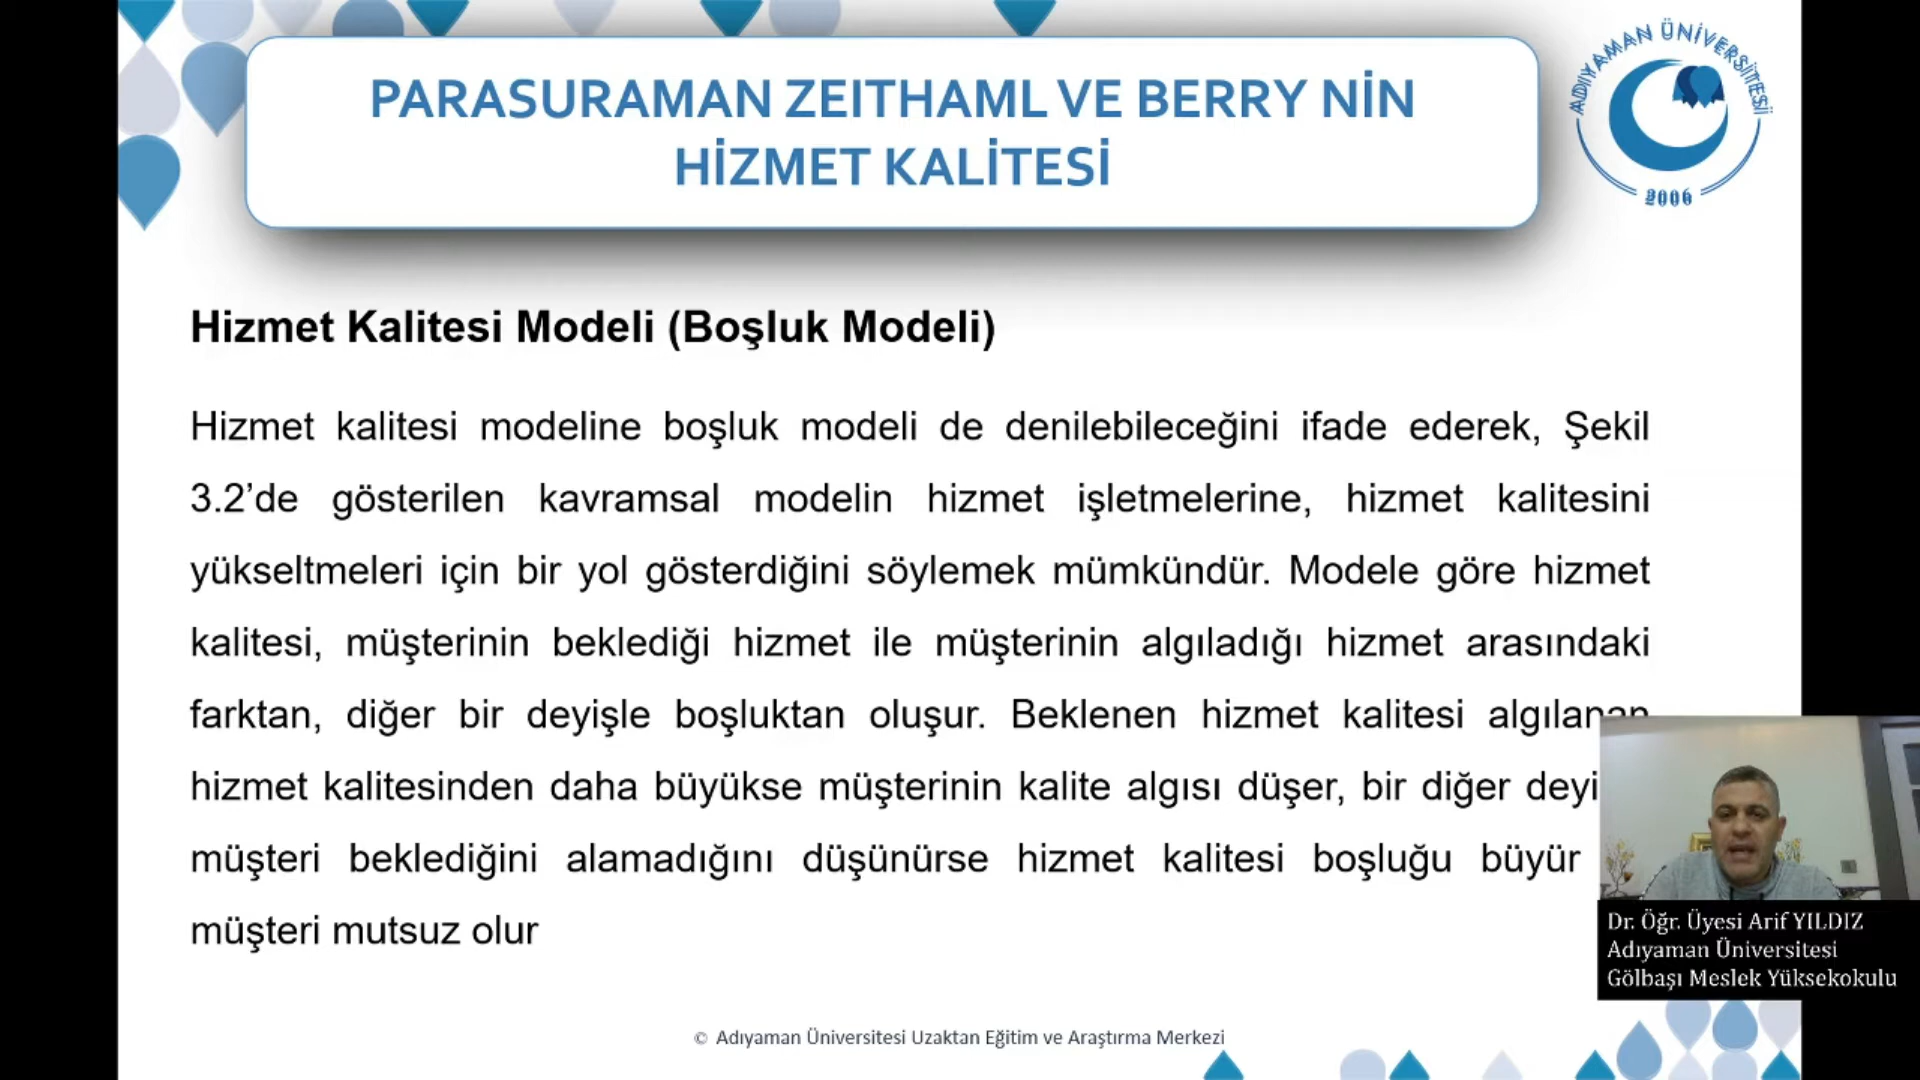 PARASURAMAN ZEITHAML VE BERRY NİN
HİZMET KALİTESİ
ADIYAMAN ÜNİVERSİTESİ
2006
Hizmet Kalitesi Modeli (Boşluk Modeli)
Hizmet kalitesi modeline boşluk modeli de denilebileceğini ifade ederek, Şekil
3.2’de gösterilen kavramsal modelin hizmet işletmelerine, hizmet kalitesini
yükseltmeleri için bir yol gösterdiğini söylemek mümkündür. Modele göre hizmet
kalitesi, müşterinin beklediği hizmet ile müşterinin algıladığı hizmet arasındaki
farktan, diğer bir deyişle boşluktan oluşur. Beklenen hizmet kalitesi algılanan
hizmet kalitesinden daha büyükse müşterinin kalite algısı düşer, bir diğer deyi
müşteri beklediğini alamadığını düşünürse hizmet kalitesi boşluğu büyür
müşteri mutsuz olur
Dr. Öğr. Üyesi Arif YILDIZ
Adıyaman Üniversitesi
Gölbaşı Meslek Yüksekokulu
© Adıyaman Üniversitesi Uzaktan Eğitim ve Araştırma Merkezi